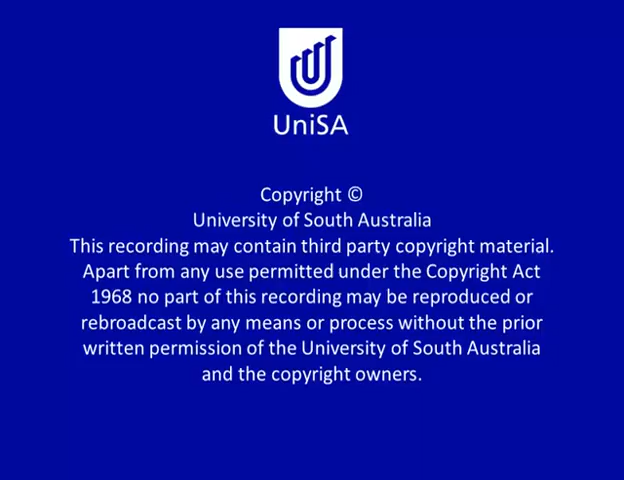 UniSA
Copyright ©
University of South Australia
This recording may contain third party copyright material.
Apart from any use permitted under the Copyright Act
1968 no part of this recording may be reproduced or
rebroadcast by any means or process without the prior
written permission of the University of South Australia
and the copyright owners.